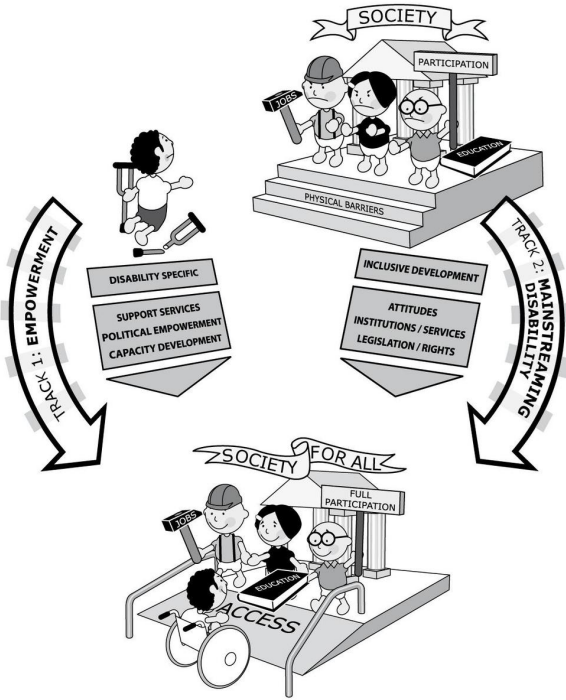 SOCIETY
PARTICIPATION
JOBS
EDUCATION
PHYSICAL BARRIERS
TRACK 1: EMPOWERMENT
DISABILITY SPECIFIC
SUPPORT SERVICES
POLITICAL EMPOWERMENT
CAPACITY DEVELOPMENT
INCLUSIVE DEVELOPMENT
ATTITUDES
INSTITUTIONS / SERVICES
LEGISLATION / RIGHTS
TRACK 2: MAINSTREAMING
DISABILLITY
SOCIETY FOR ALL
FULL
PARTICIPATION
JOBS
EDUCATION
ACCESS